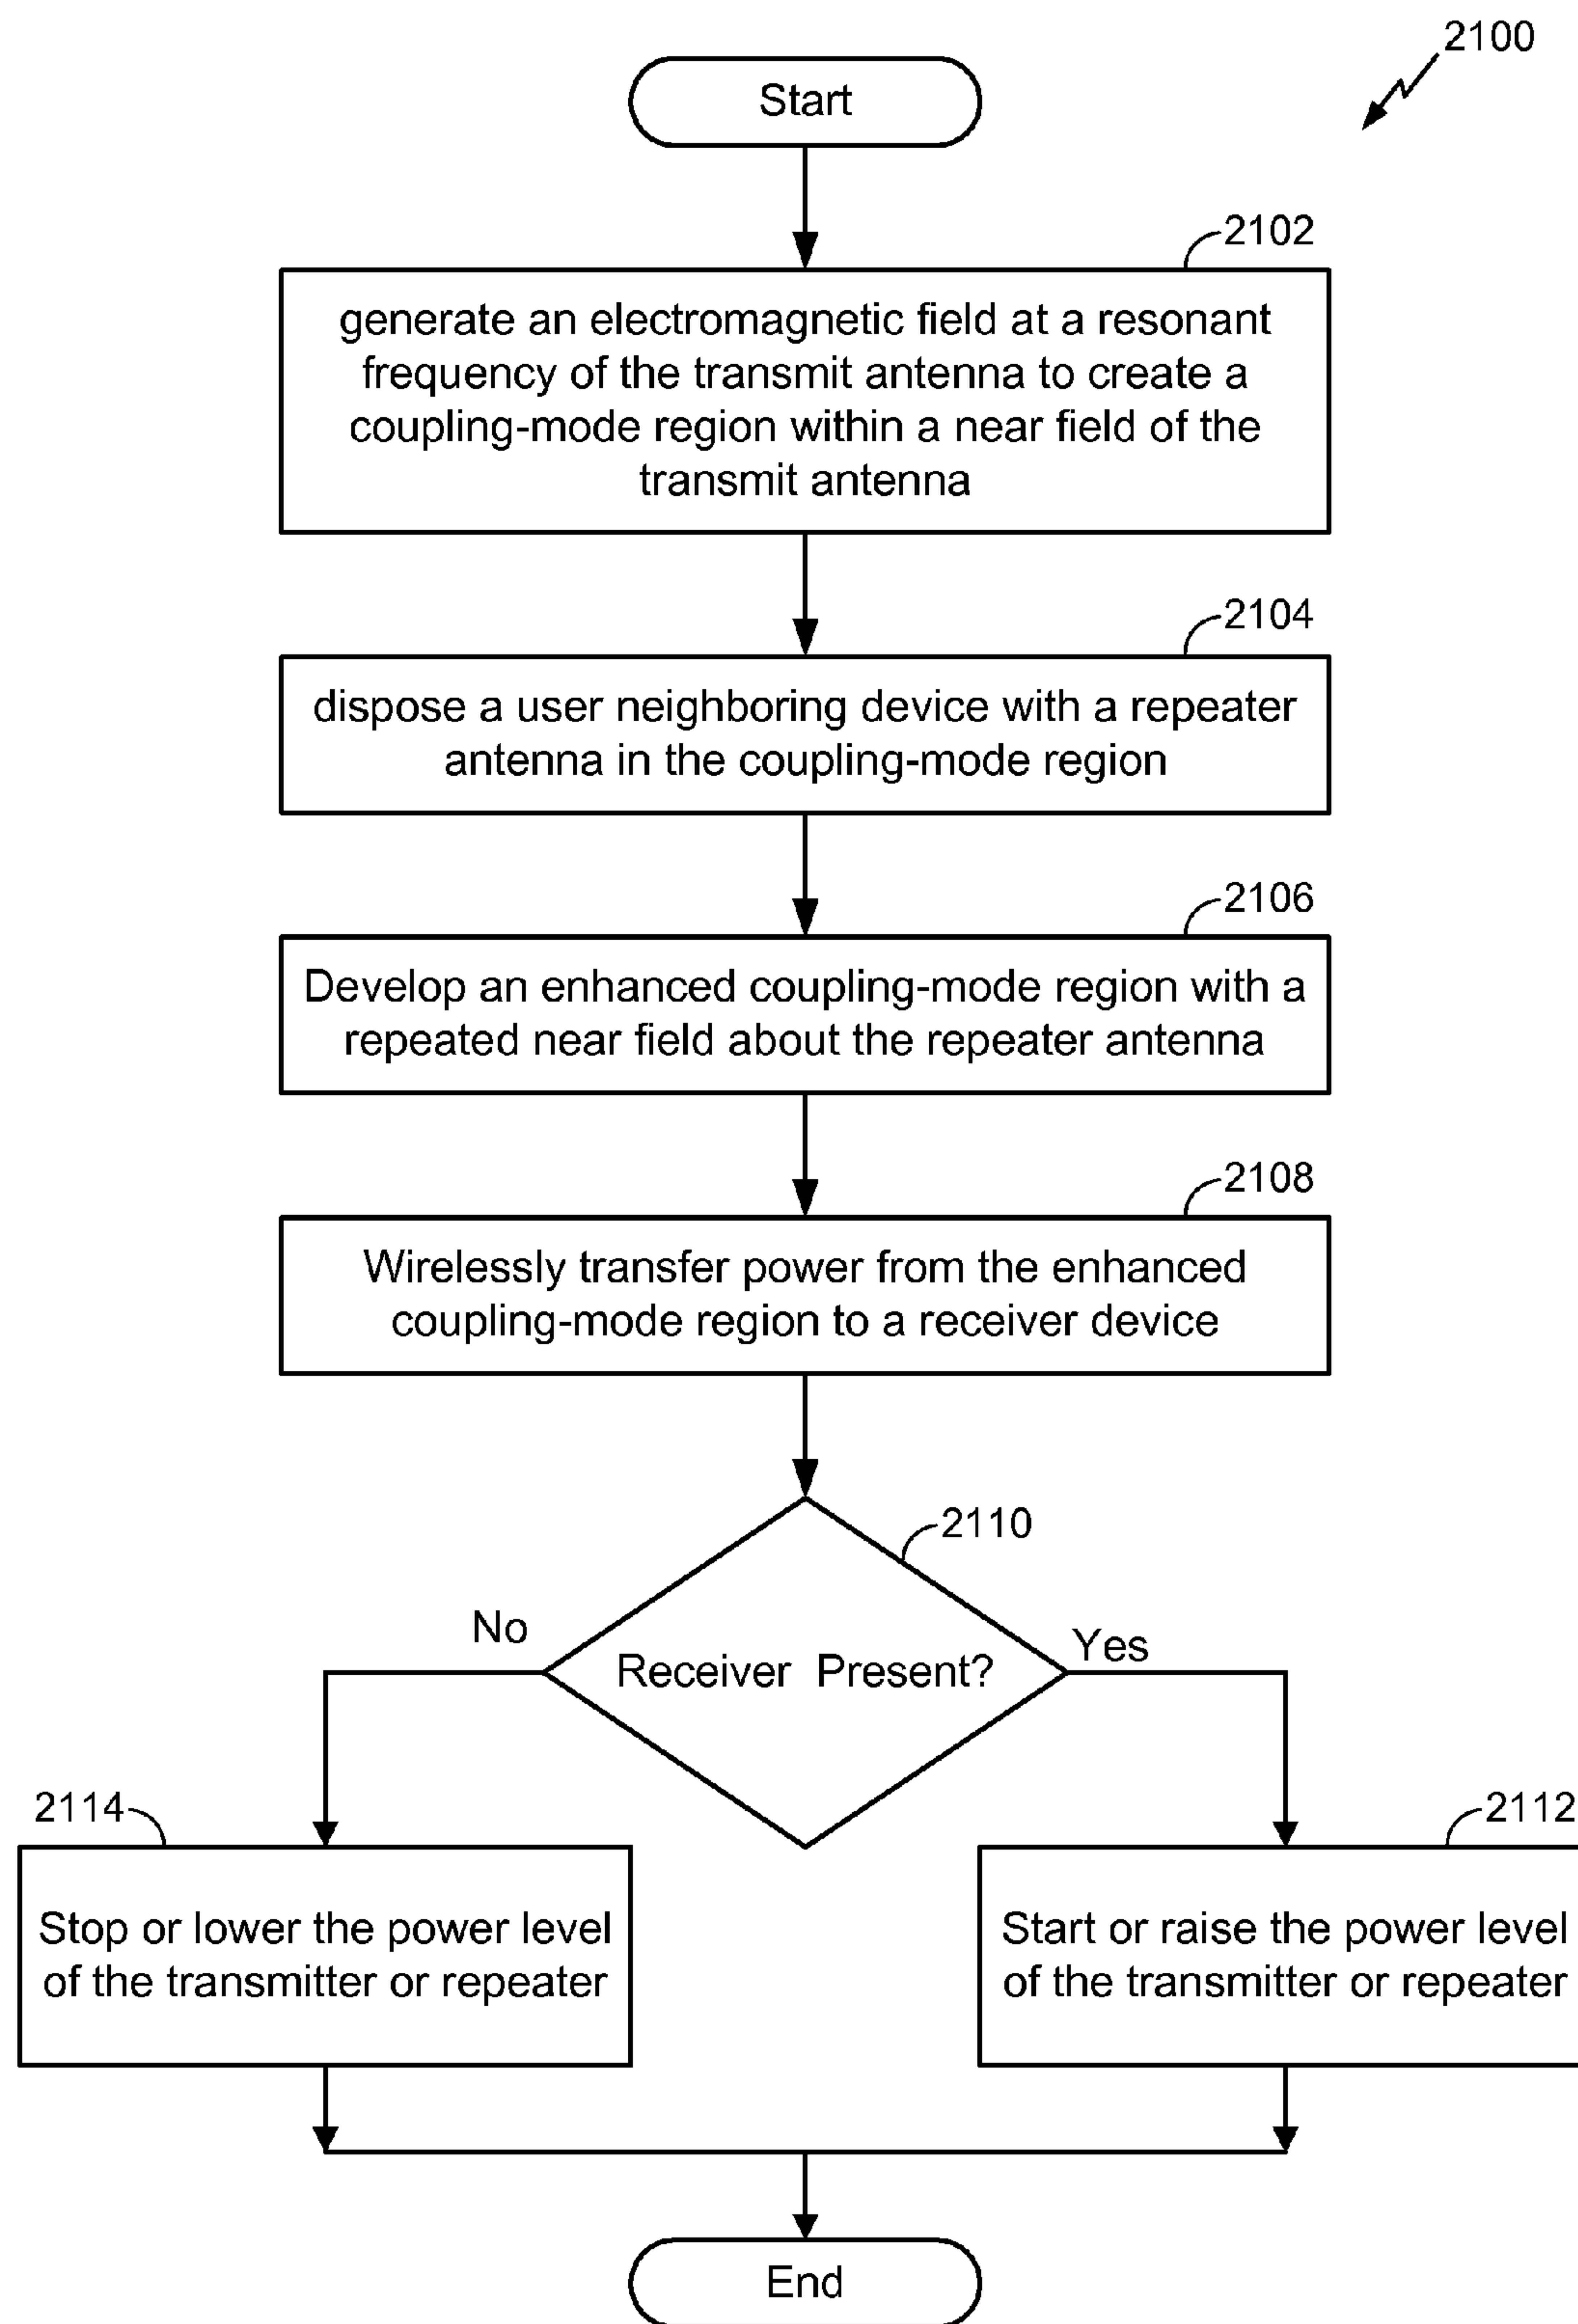 2100
Start
2102
generate an electromagnetic field at a resonant
frequency of the transmit antenna to create a
coupling-mode region within a near field of the
transmit antenna
2104
dispose a user neighboring device with a repeater
antenna in the coupling-mode region
2106
Develop an enhanced coupling-mode region with a
repeated near field about the repeater antenna
2108
Wirelessly transfer power from the enhanced
coupling-mode region to a receiver device
2110
No
Receiver Present?
Yes
2114
Stop or lower the power level
of the transmitter or repeater
2112
Start or raise the power level
of the transmitter or repeater
End